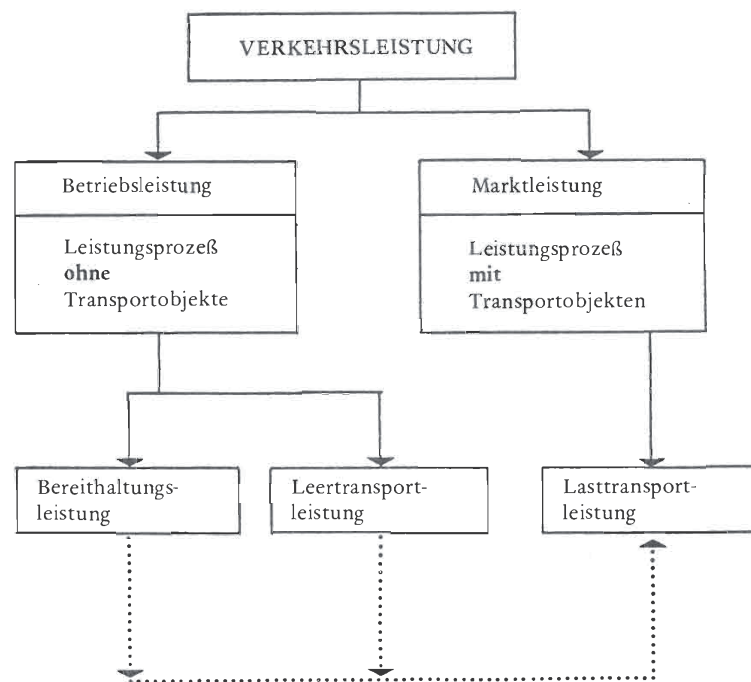 VERKEHRSLEISTUNG
Betriebsleistung
Leistungsprozeß
ohne
Transportobjekte
Marktleistung
Leistungsprozeß
mit
Transportobjekten
Bereithaltungs-
leistung
Leertransport-
leistung
Lasttransport-
leistung